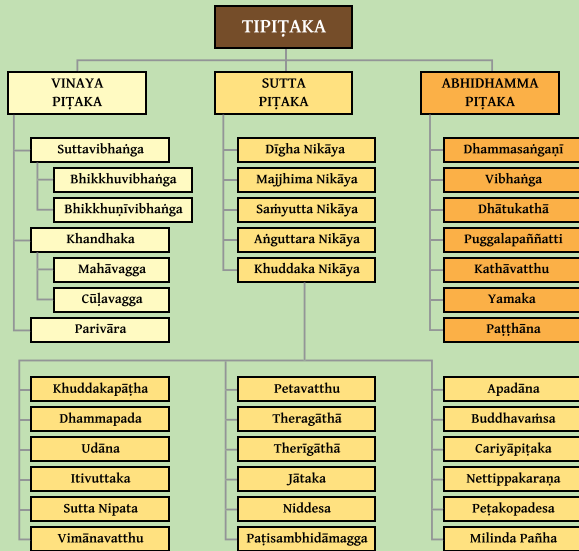 TIPIṬAKA
VINAYA
PIṬAKA
SUTTA
PIṬAKA
ABHIDHAMMA
PIṬAKA
Suttavibhaṅga
Bhikkhuvibhaṅga
Bhikkhuṇīvibhaṅga
Khandhaka
Mahāvagga
Cūḷavagga
Parivāra
Dīgha Nikāya
Majjhima Nikāya
Saṁyutta Nikāya
Aṅguttara Nikāya
Khuddaka Nikāya
Dhammasaṅgaṇī
Vibhaṅga
Dhātukathā
Puggalapaññatti
Kathāvatthu
Yamaka
Paṭṭhāna
Khuddakapāṭha
Dhammapada
Udāna
Itivuttaka
Sutta Nipata
Vimānavatthu
Petavatthu
Theragāthā
Therīgāthā
Jātaka
Niddesa
Paṭisambhidāmagga
Apadāna
Buddhavaṁsa
Cariyāpiṭaka
Nettippakaraṇa
Peṭakopadesa
Milinda Pañha